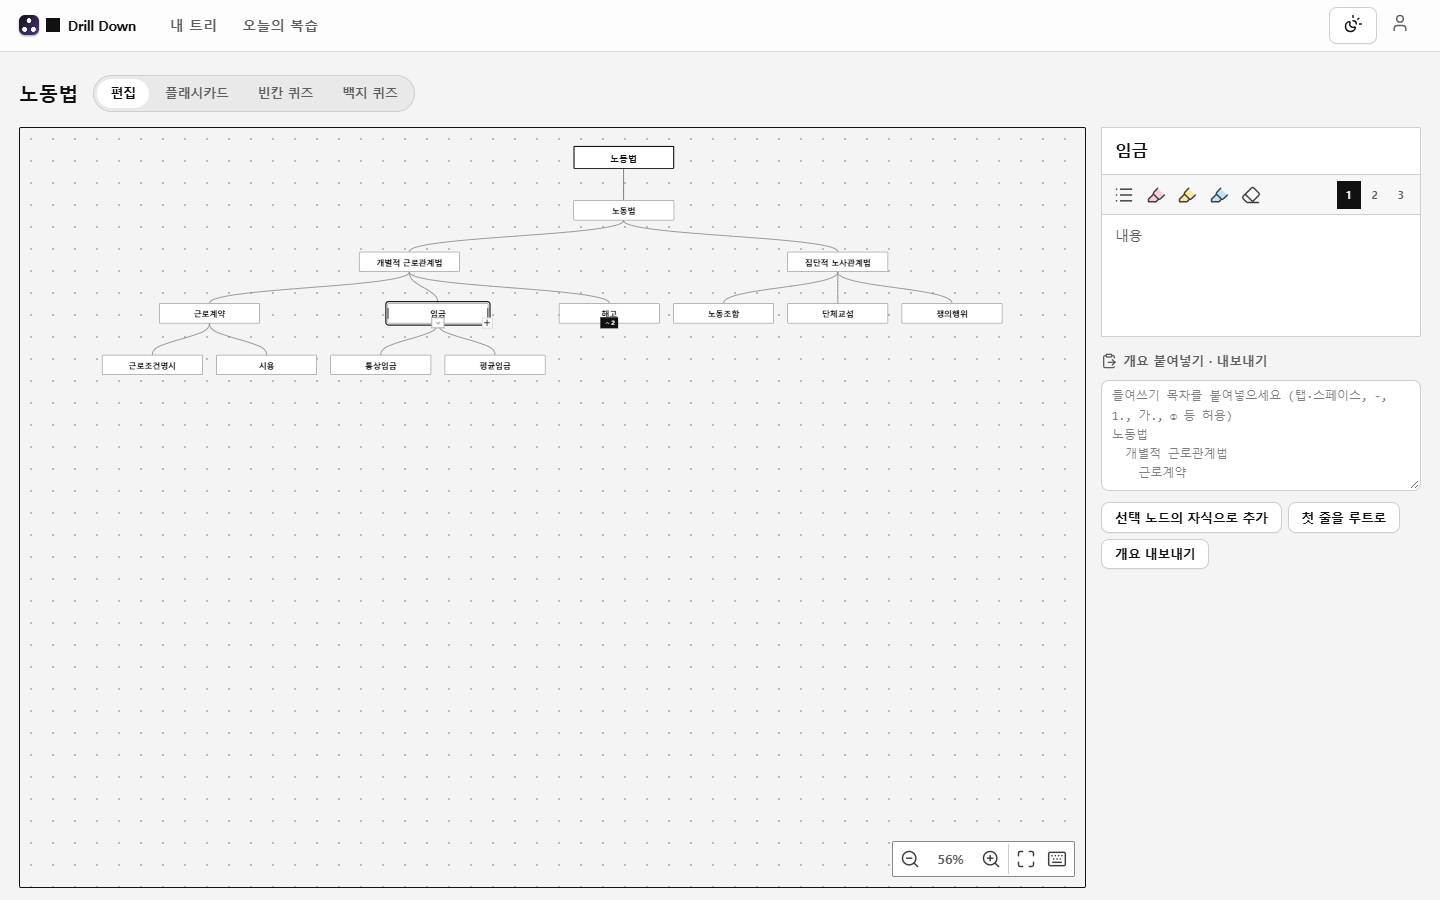 Drill Down
내 트리
오늘의 복습
노동법
편집
플래시카드
빈칸 퀴즈
백지 퀴즈
노동법
노동법
개별적 근로관계법
집단적 노사관계법
근로계약
임금
해고
노동조합
단체교섭
쟁의행위
2
근로조건명시
시용
통상임금
평균임금
56%
임금
1 2 3
내용
개요 붙여넣기 · 내보내기
들여쓰기 목차를 붙여넣으세요 (탭·스페이스, -,
1., 가., ① 등 허용)
노동법
개별적 근로관계법
근로계약
선택 노드의 자식으로 추가
첫 줄을 루트로
개요 내보내기